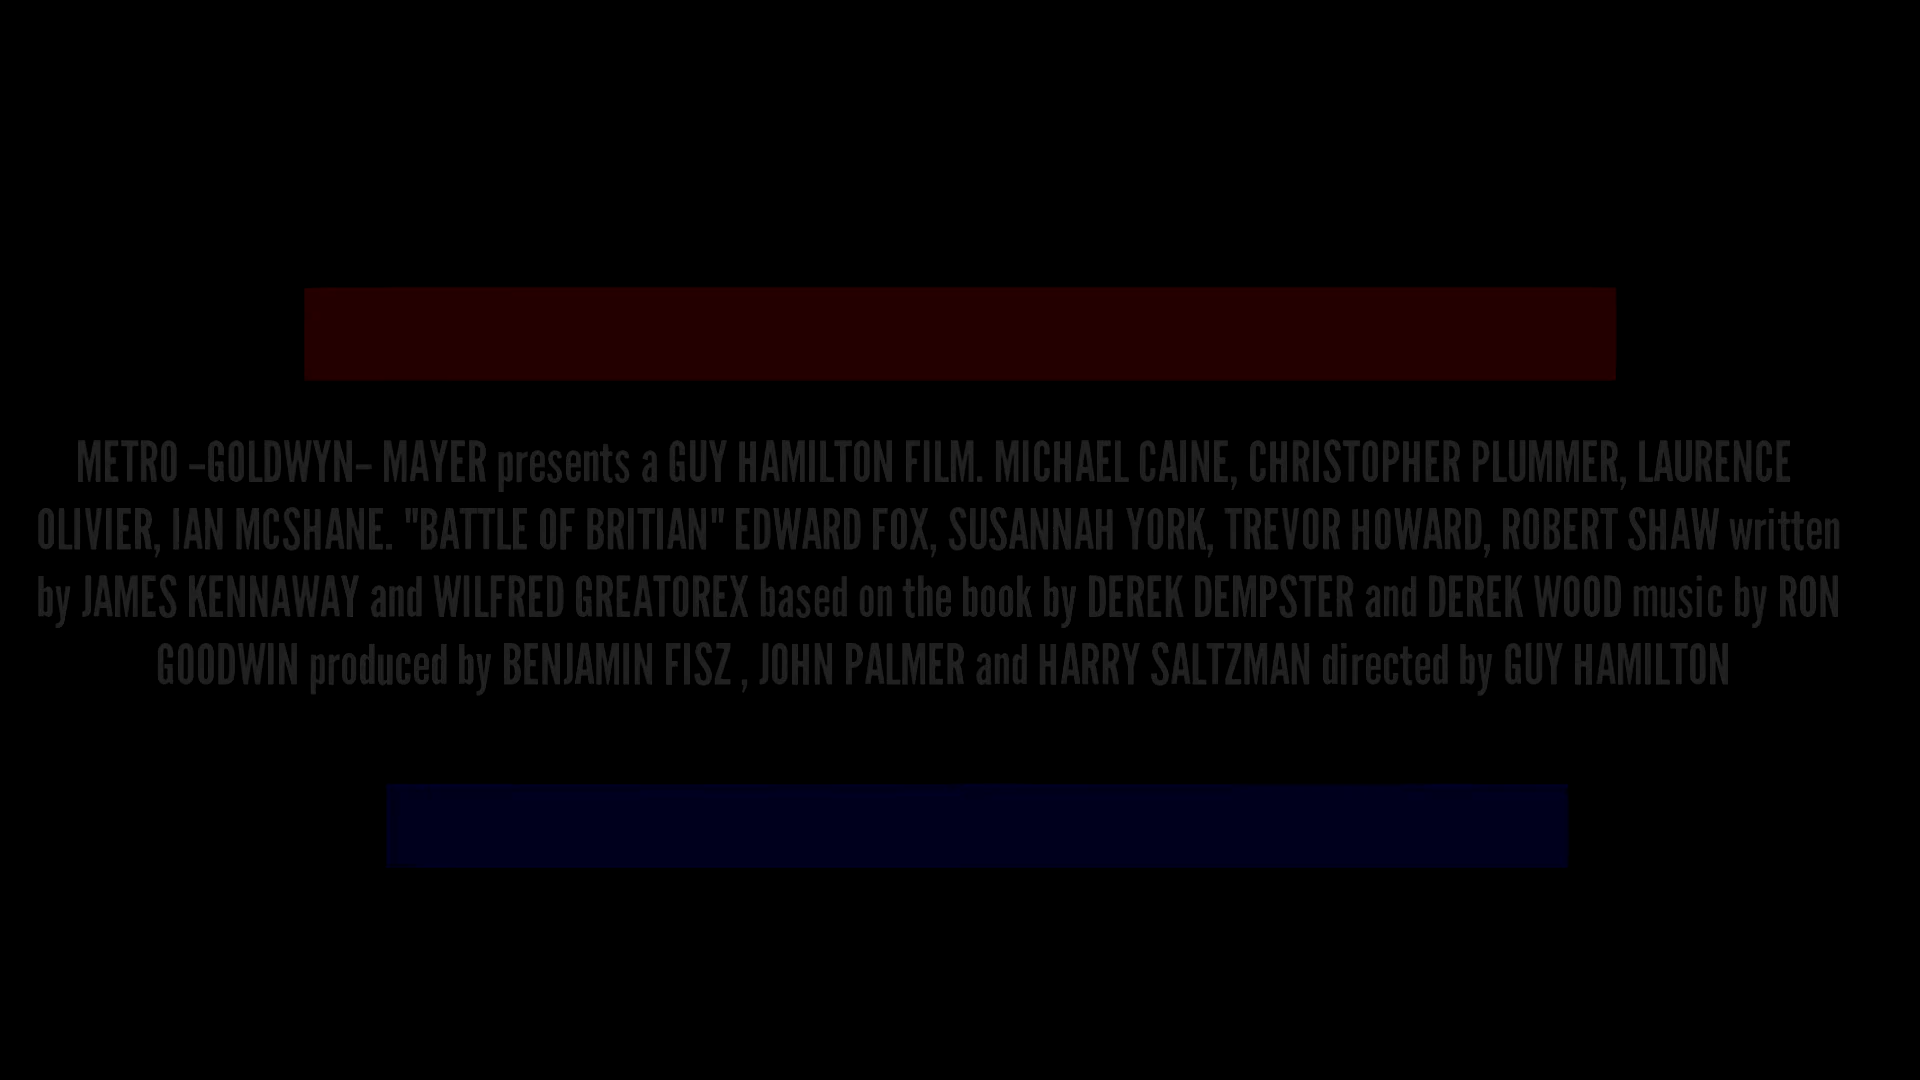 METRO –GOLDWYN– MAYER presents a GUY HAMILTON FILM. MICHAEL CAINE, CHRISTOPHER PLUMMER, LAURENCE
OLIVIER, IAN MCSHANE. "BATTLE OF BRITIAN" EDWARD FOX, SUSANNAH YORK, TREVOR HOWARD, ROBERT SHAW written
by JAMES KENNAWAY and WILFRED GREATOREX based on the book by DEREK DEMPSTER and DEREK WOOD music by RON
GOODWIN produced by BENJAMIN FISZ , JOHN PALMER and HARRY SALTZMAN directed by GUY HAMILTON